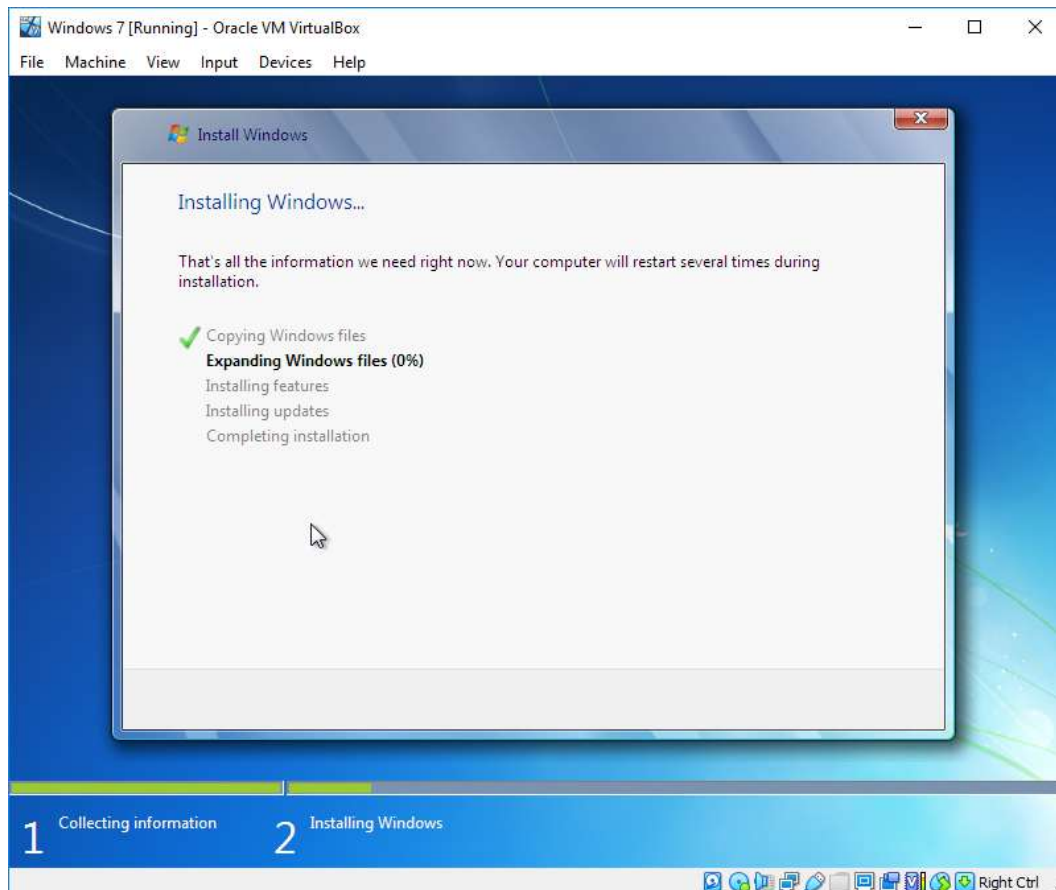 Windows 7 [Running] - Oracle VM VirtualBox
File Machine View Input Devices Help
Install Windows
Installing Windows...
That's all the information we need right now. Your computer will restart several times during
installation.
Copying Windows files
Expanding Windows files (0%)
Installing features
Installing updates
Completing installation
1 Collecting information 2 Installing Windows
Right Ctrl